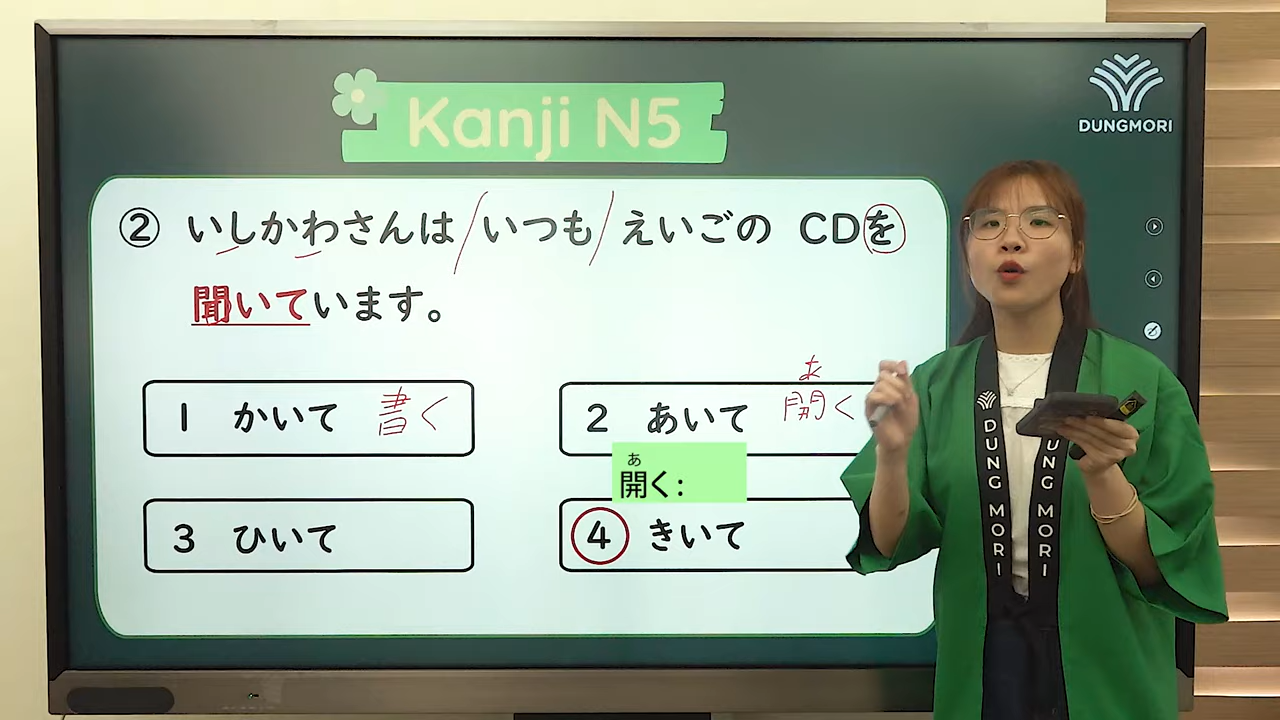 Kanji N5
DUNGMORI
② いしかわさんは/いつも/えいごの CDを
聞いています。
1 かいて 書く
あ
2 あいて 開く
あ
開く:
3 ひいて
4 きいて
DUNG MORI
UNG MORI